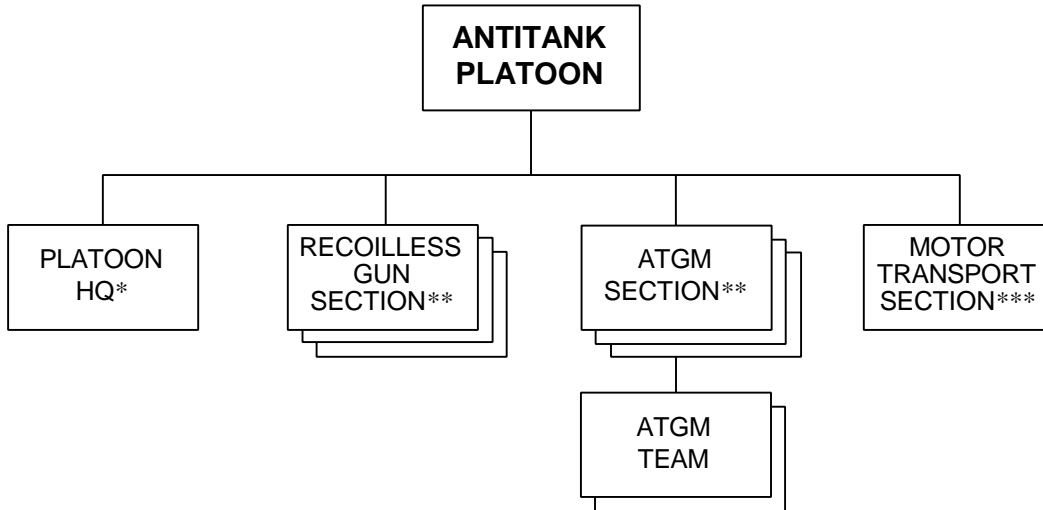 ANTITANK
PLATOON
PLATOON
HQ*
RECOILLESS
GUN
SECTION**
ATGM
SECTION**
MOTOR
TRANSPORT
SECTION***
ATGM
TEAM